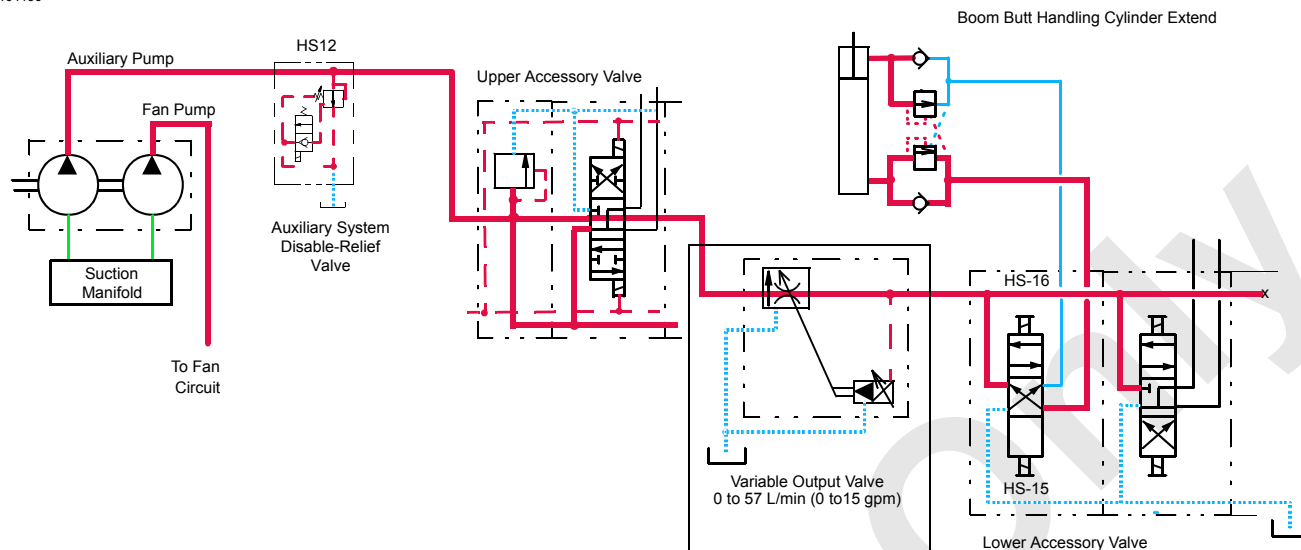 Boom Butt Handling Cylinder Extend
HS12
Auxiliary Pump
Upper Accessory Valve
Fan Pump
Auxiliary System
Disable-Relief
Valve
Suction
Manifold
HS-16
x
To Fan
Circuit
Variable Output Valve
0 to 57 L/min (0 to15 gpm)
HS-15
Lower Accessory Valve
Only